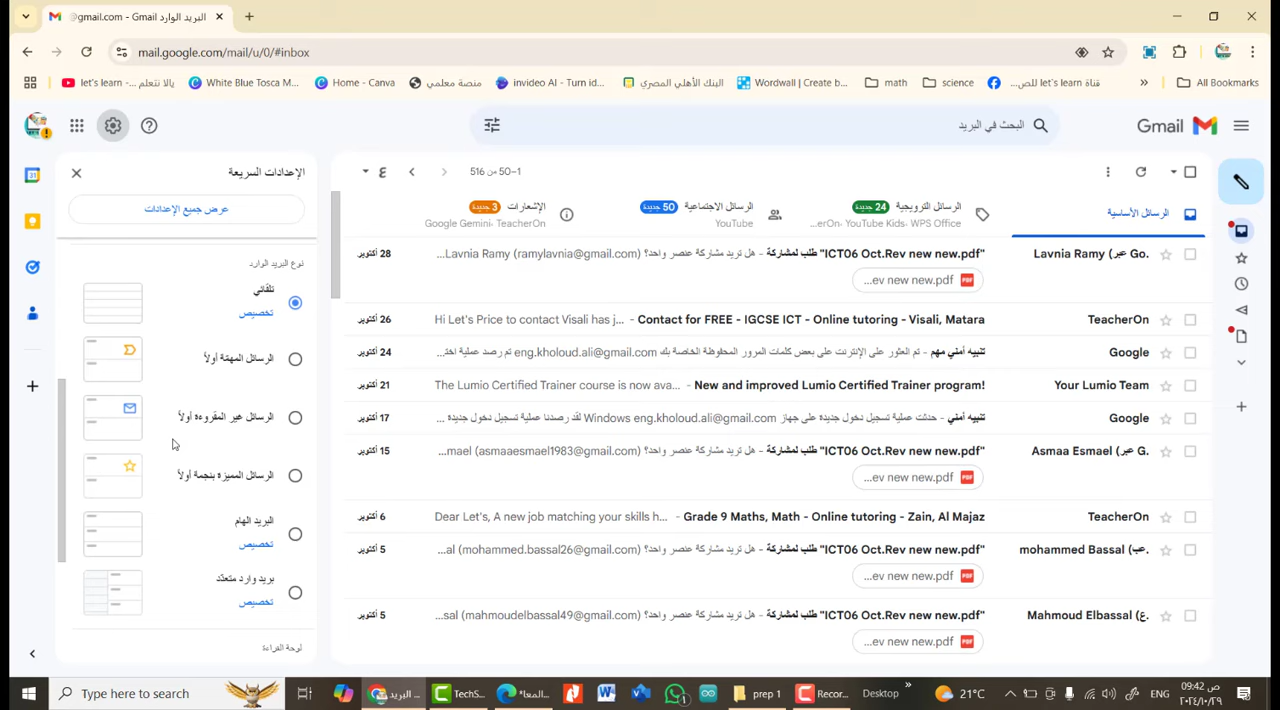 البريد الوارد @gmail.com - Gmail
mail.google.com/mail/u/0/#inbox
let's learn - يالا نتعلم...
White Blue Tosca M...
Home - Canva
منصة معلمي
invideo AI - Turn id...
البنك الأهلي المصري
Wordwall | Create b...
math
science
قناة let's learn للص...
All Bookmarks
Gmail
البحث في البريد
الإعدادات السريعة
عرض جميع الإعدادات
نوع البريد الوارد
تلقائي
تخصيص
الرسائل المهمّة أولاً
الرسائل غير المقروءة أولاً
الرسائل المميزة بنجمة أولاً
البريد الهام
تخصيص
بريد وارد متعدّد
تخصيص
لوحة القراءة
1–50 من 516
ع
الرسائل الأساسية
الرسائل الترويجية 24 جديدة
TeacherOn، YouTube Kids، WPS Office...
الرسائل الاجتماعية 50 جديدة
YouTube
الإشعارات 3 جديدة
Google Gemini، TeacherOn
Lavnia Ramy (عبر Go. طلب لمشاركة "ICT06 Oct.Rev new new.pdf" - هل تريد مشاركة عنصر واحد؟ Lavnia Ramy (ramylavnia@gmail.com)... 28 أكتوبر
...ev new new.pdf
TeacherOn Contact for FREE - IGCSE ICT - Online tutoring - Visali, Matara - Hi Let's Price to contact Visali has j... 26 أكتوبر
Google تنبيه أمني مهم - تم العثور على الإنترنت على بعض كلمات المرور المحفوظة الخاصة بك eng.kholoud.ali@gmail.com تم رصد عملية اخت... 24 أكتوبر
Your Lumio Team New and improved Lumio Certified Trainer program! - The Lumio Certified Trainer course is now ava... 21 أكتوبر
Google تنبيه أمني - حدثت عملية تسجيل دخول جديدة على جهاز Windows eng.kholoud.ali@gmail.com لقد رصدنا عملية تسجيل دخول جديدة ... 17 أكتوبر
Asmaa Esmael (عبر G. طلب لمشاركة "ICT06 Oct.Rev new new.pdf" - هل تريد مشاركة عنصر واحد؟ ...mael (asmaaesmael1983@gmail.com) 15 أكتوبر
...ev new new.pdf
TeacherOn Grade 9 Maths, Math - Online tutoring - Zain, Al Majaz - Dear Let's, A new job matching your skills h... 6 أكتوبر
mohammed Bassal (عب. طلب لمشاركة "ICT06 Oct.Rev new new.pdf" - هل تريد مشاركة عنصر واحد؟ ...al (mohammed.bassal26@gmail.com) 5 أكتوبر
...ev new new.pdf
Mahmoud Elbassal (ع. طلب لمشاركة "ICT06 Oct.Rev new new.pdf" - هل تريد مشاركة عنصر واحد؟ ...sal (mahmoudelbassal49@gmail.com) 5 أكتوبر
...ev new new.pdf
Type here to search
البريد ...
TechS...
المعا"...
prep 1
Recor...
Desktop
21°C
ENG
09:42 ص
٢٠٢٤/١٠/٢٩